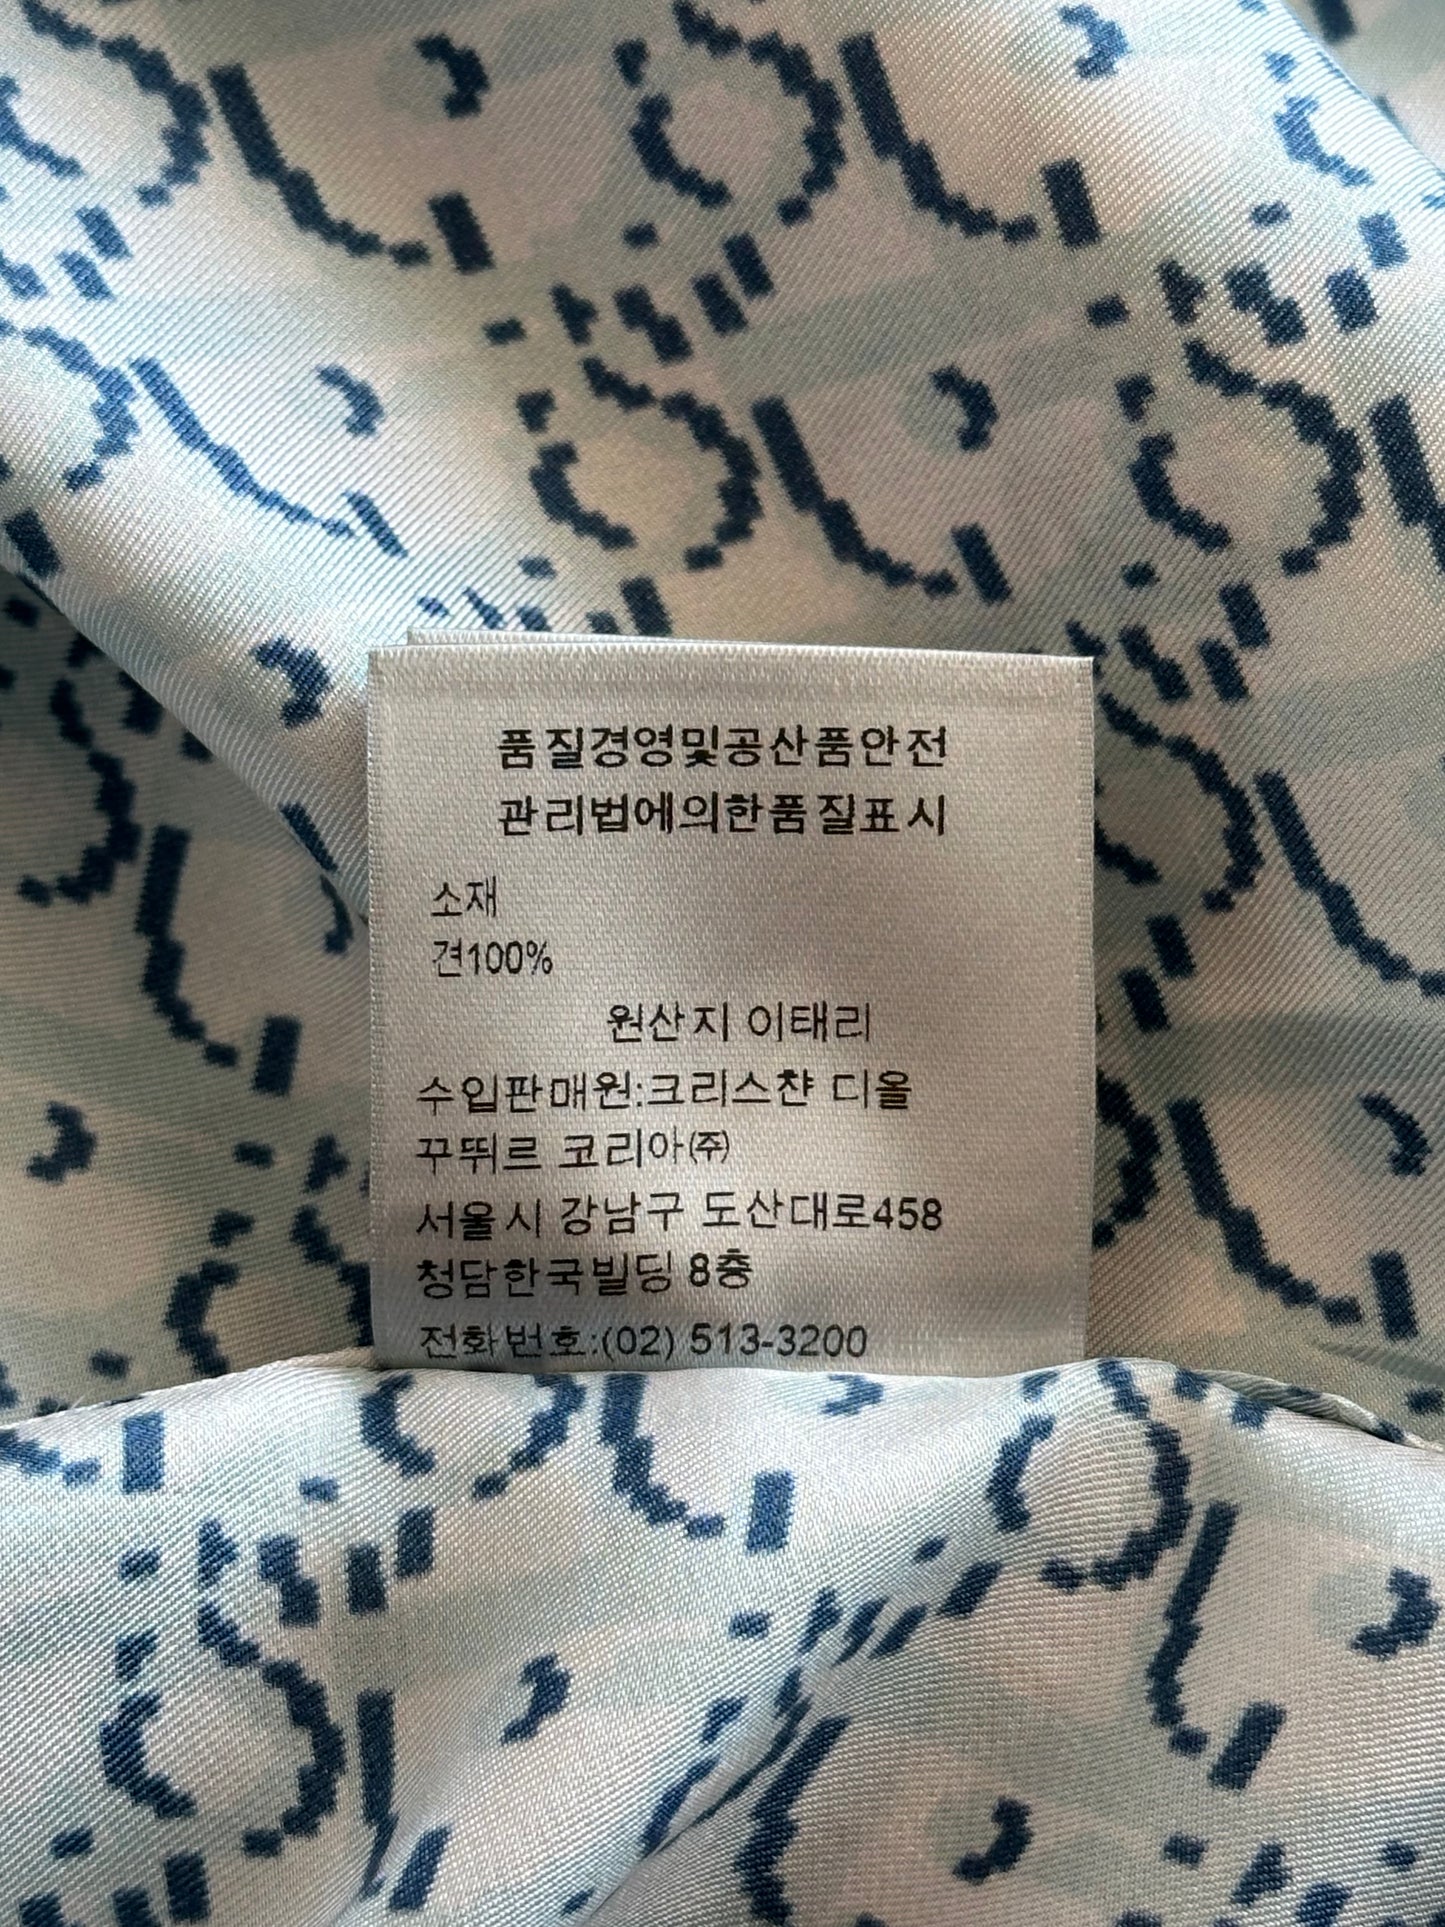 품질경영및공산품안전
관리법에의한품질표시
소재
견100%
원산지 이태리
수입판매원:크리스챤 디올
꾸뛰르 코리아㈜
서울시 강남구 도산대로458
청담한국빌딩 8층
전화번호:(02) 513-3200